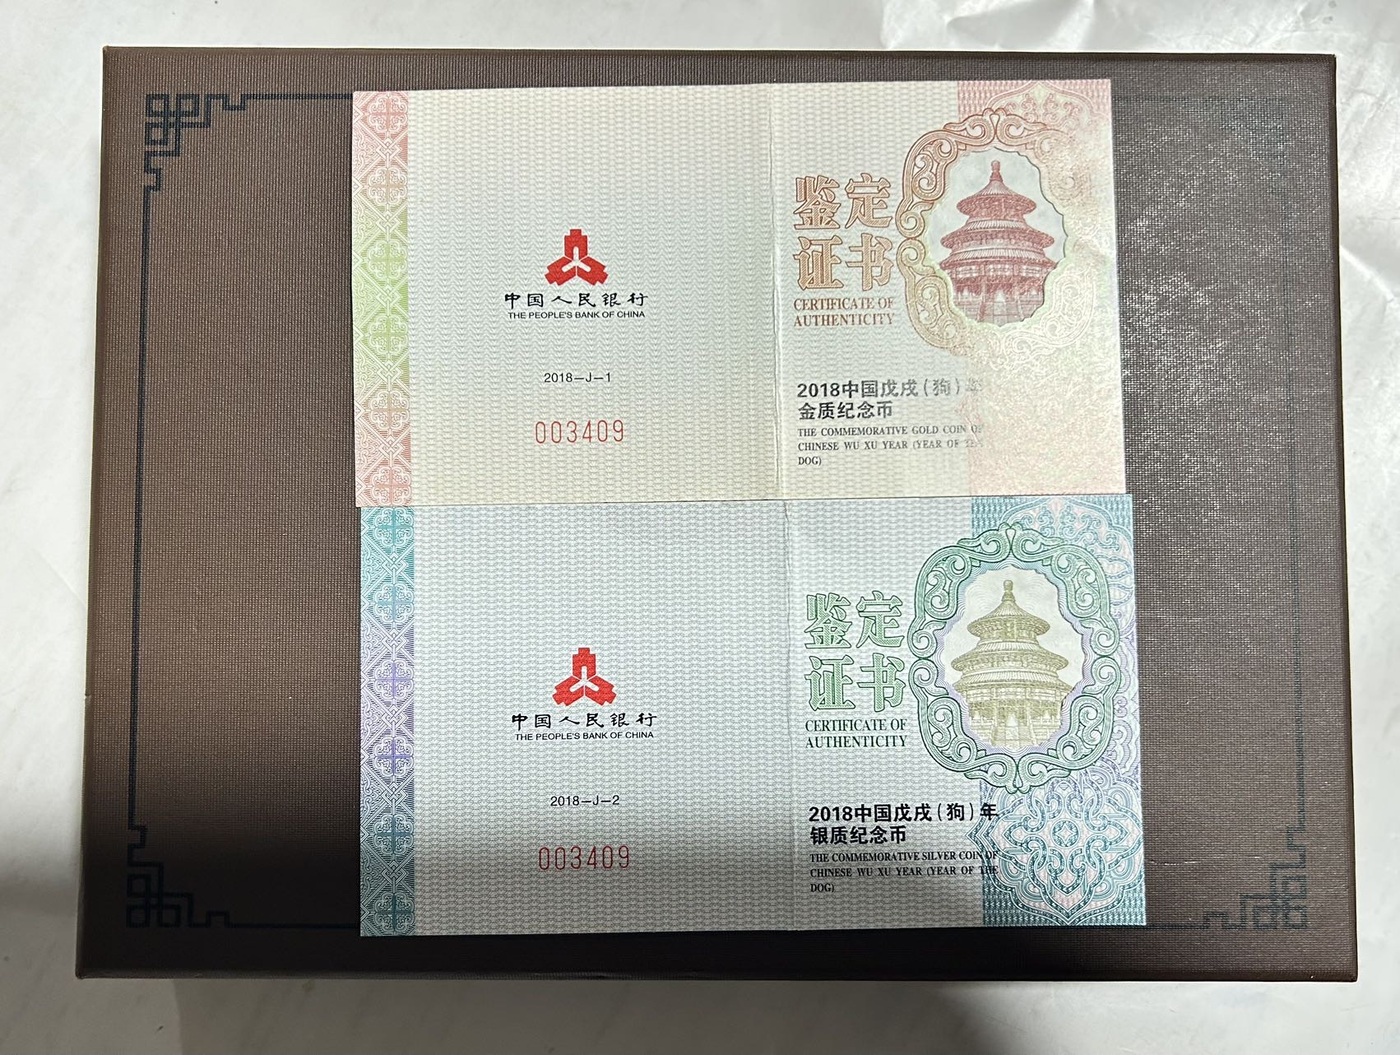 中国人民银行
THE PEOPLE'S BANK OF CHINA
2018—J—1
003409
鉴定
证书
CERTIFICATE OF
AUTHENTICITY
2018中国戊戌(狗)年
金质纪念币
THE COMMEMORATIVE GOLD COIN OF
CHINESE WU XU YEAR (YEAR OF THE
DOG)
中国人民银行
THE PEOPLE'S BANK OF CHINA
2018—J—2
003409
鉴定
证书
CERTIFICATE OF
AUTHENTICITY
2018中国戊戌(狗)年
银质纪念币
THE COMMEMORATIVE SILVER COIN OF
CHINESE WU XU YEAR (YEAR OF THE
DOG)